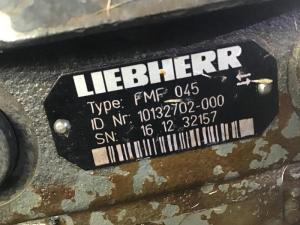 LIEBHERR
Type: FMF 045
ID Nr: 10132702-000
SN: 16 12 32157